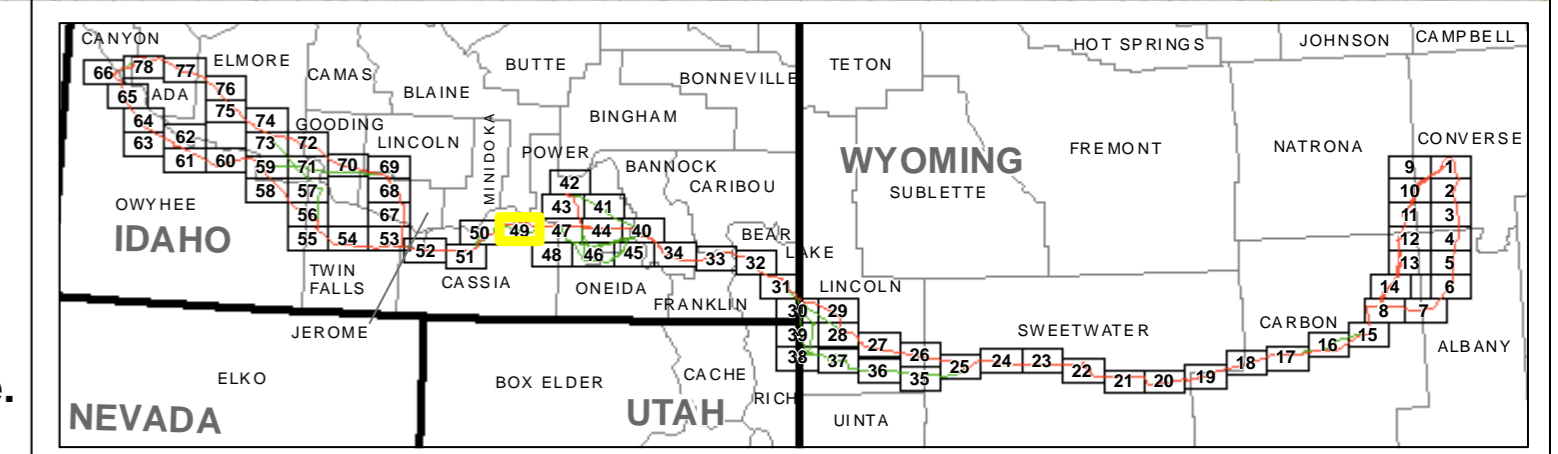 CANYON
ELMORE
CAMAS
BUTTE
BLAINE
BONNEVILLE
TETON
HOT SPRINGS
JOHNSON
CAMPBELL
66 78 77
76
65 ADA
75
64
74
62
63
73 72
GOODING
LINCOLN
MINIDOKA
BINGHAM
61 60 59 71 70 69
58 57 68
56 67
55 54 53
POWER
BANNOCK
CARIBOU
42
43 41
50 49 47 44 40
52 51
48 46 45 34 33 32
BEAR LAKE
31
WYOMING
SUBLETTE
FREMONT
NATRONA
CONVERSE
9 1
10 2
11 3
12 4
13 5
14 6
8 7
OWYHEE
IDAHO
TWIN
FALLS
CASSIA
ONEIDA
FRANKLIN
JEROME
LINCOLN
30 29
39 28
38 37
27 26
36 35
25 24 23 22 21 20 19 18 17 16 15
SWEETWATER
CARBON
ALBANY
ELKO
BOX ELDER
CACHE
RICH
UINTA
NEVADA
UTAH
e.